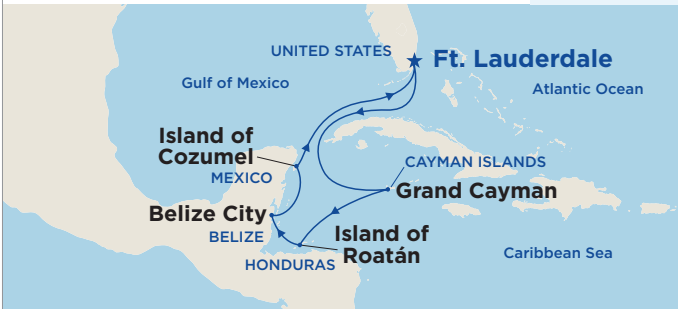 UNITED STATES
Ft. Lauderdale
Gulf of Mexico
Atlantic Ocean
Island of
Cozumel
MEXICO
CAYMAN ISLANDS
Grand Cayman
Belize City
BELIZE
Island of
Roatán
HONDURAS
Caribbean Sea